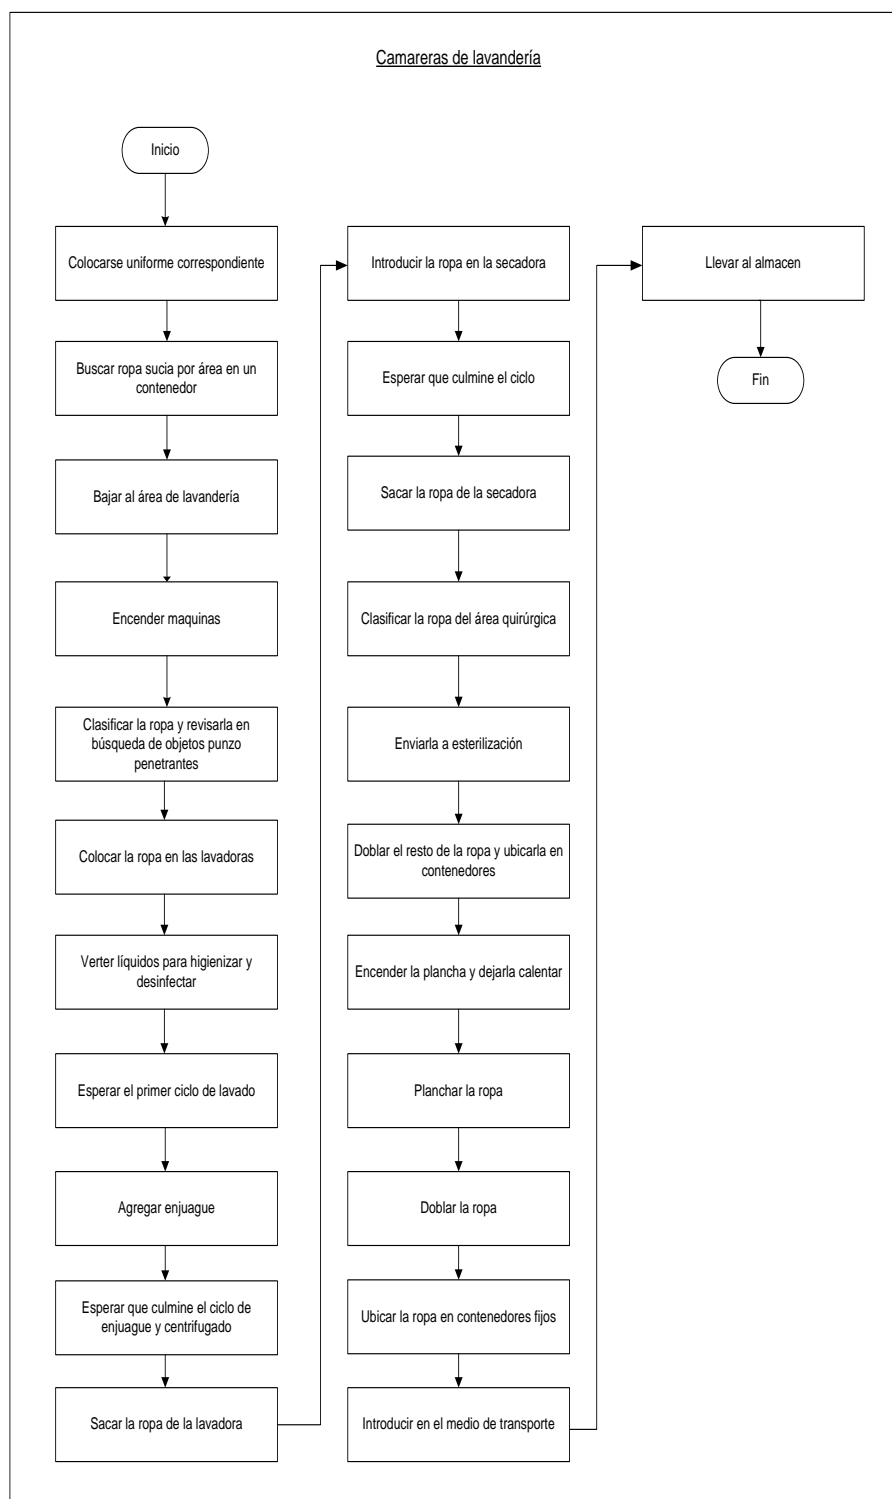 Camareras de lavandería
Inicio
Colocarse uniforme correspondiente
Buscar ropa sucia por área en un
contenedor
Bajar al área de lavandería
Encender maquinas
Clasificar la ropa y revisarla en
búsqueda de objetos punzo
penetrantes
Colocar la ropa en las lavadoras
Verter líquidos para higienizar y
desinfectar
Esperar el primer ciclo de lavado
Agregar enjuague
Esperar que culmine el ciclo de
enjuague y centrifugado
Sacar la ropa de la lavadora
Introducir la ropa en la secadora
Esperar que culmine el ciclo
Sacar la ropa de la secadora
Clasificar la ropa del área quirúrgica
Enviarla a esterilización
Doblar el resto de la ropa y ubicarla en
contenedores
Encender la plancha y dejarla calentar
Planchar la ropa
Doblar la ropa
Ubicar la ropa en contenedores fijos
Introducir en el medio de transporte
Llevar al almacen
Fin